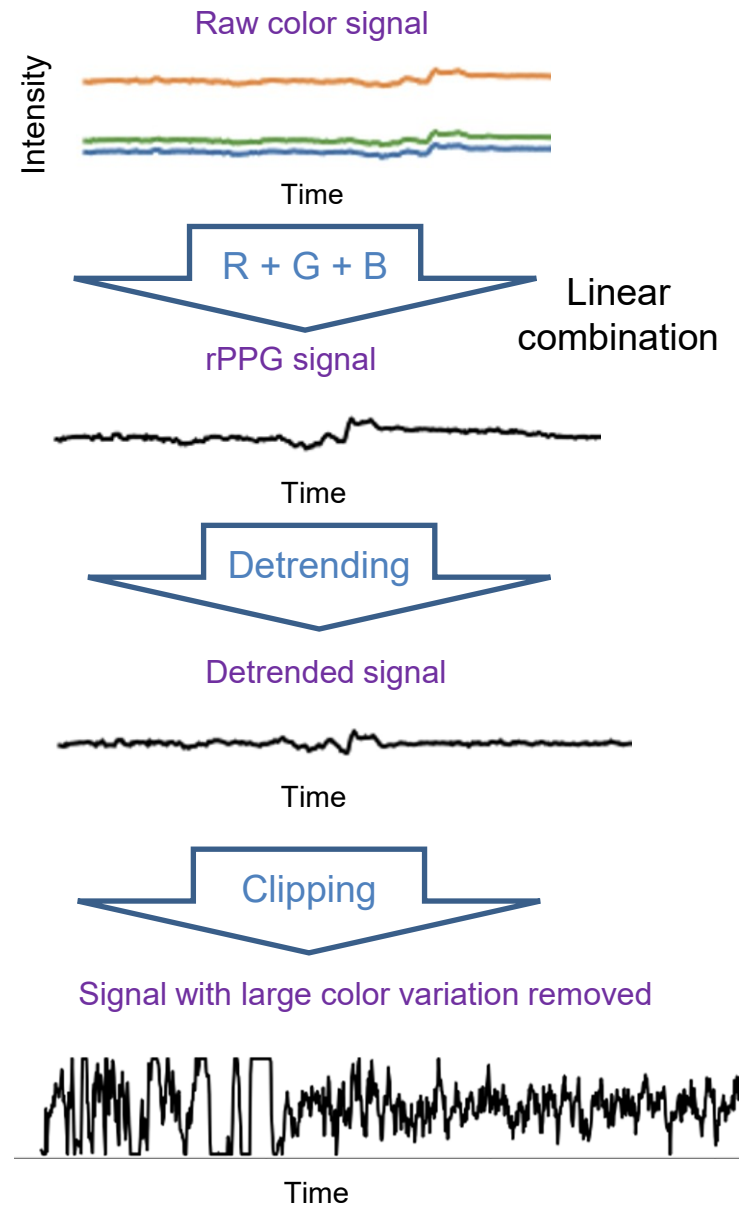 Raw color signal
Intensity
Time
R + G + B
Linear
combination
rPPG signal
Time
Detrending
Detrended signal
Time
Clipping
Signal with large color variation removed
Time